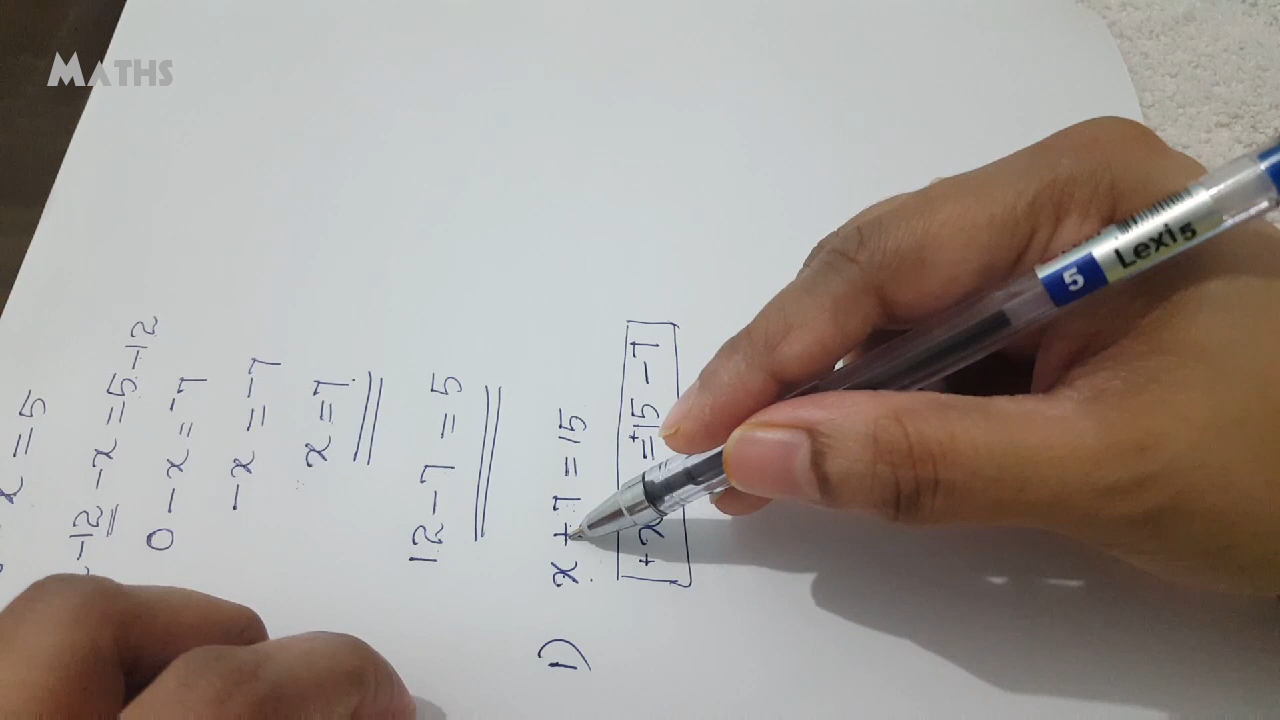 MATHS
x = 5
-12 -x = 5-12
0 - x = -7
-x = -7
x = 7
12 - 7 = 5
1) x + 7 = 15
+x =+15 - 7
5 Lexi5